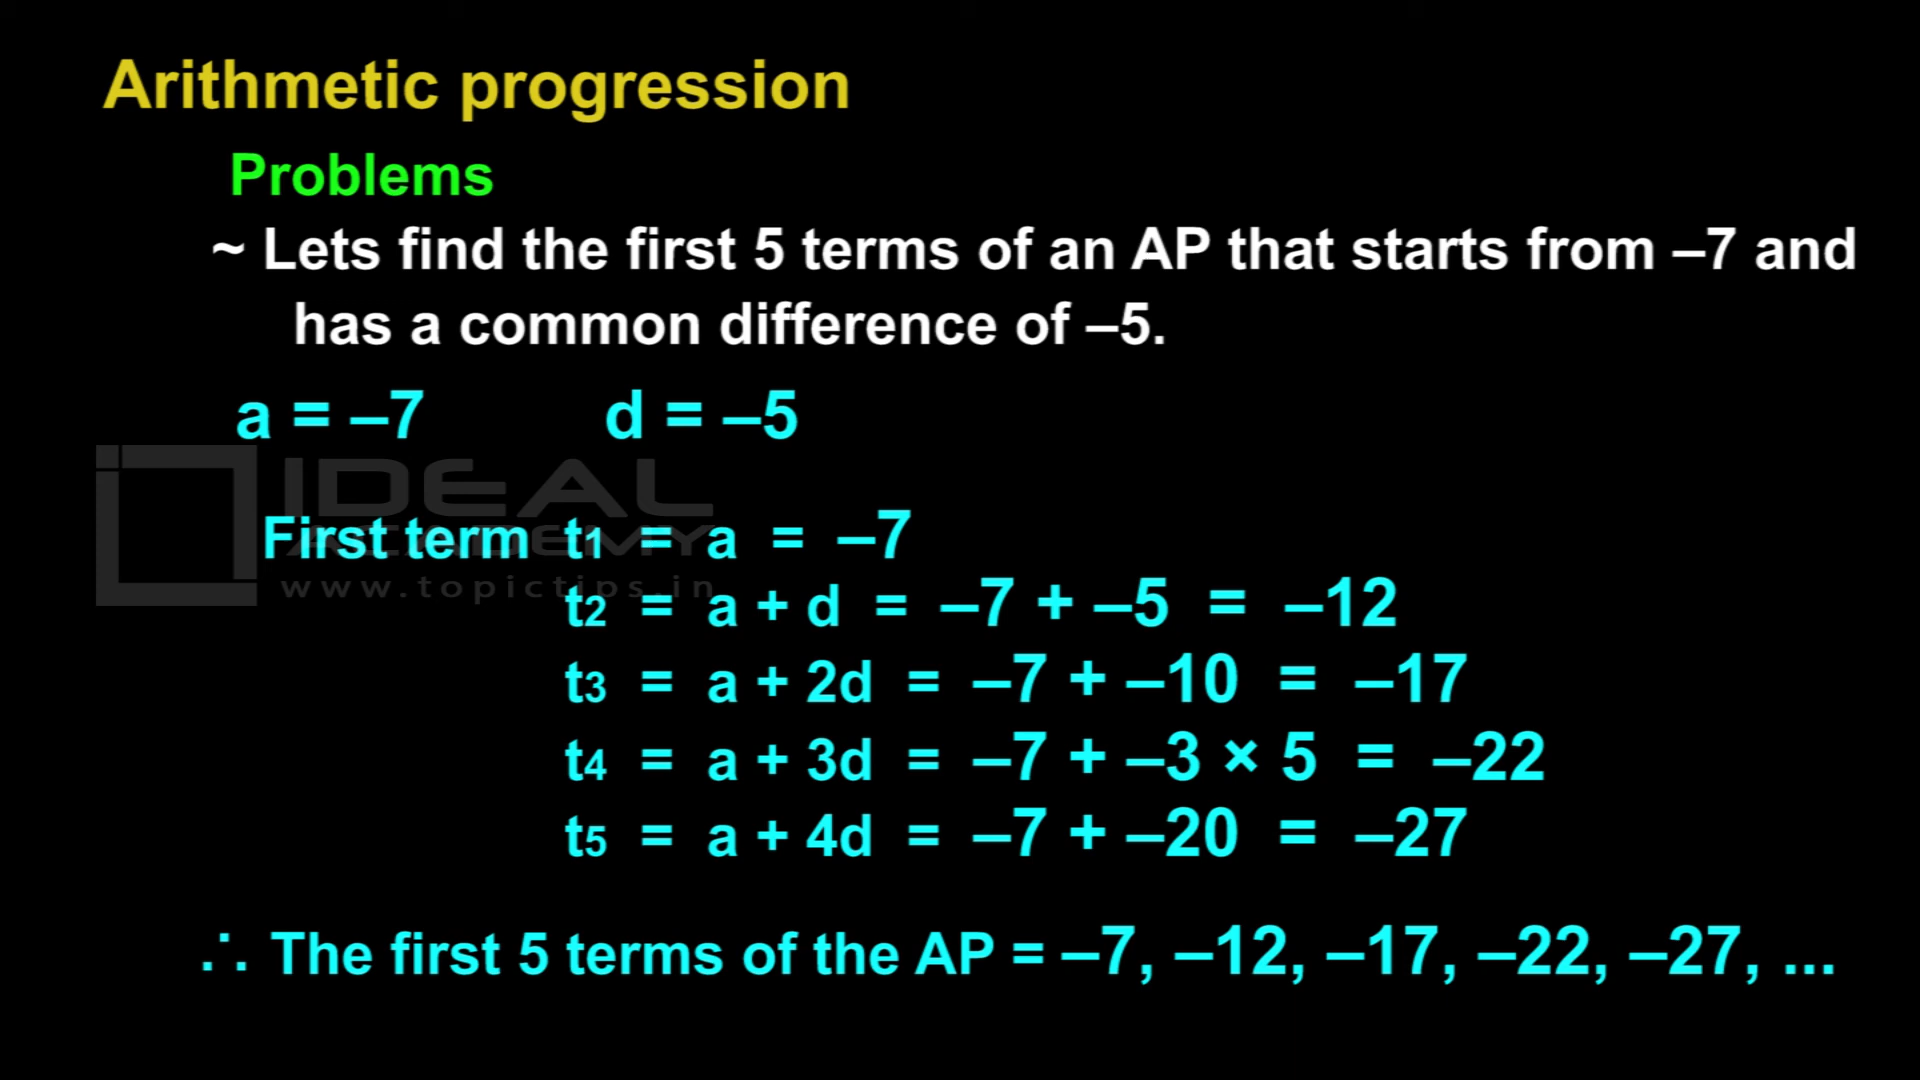 Arithmetic progression
Problems
~ Lets find the first 5 terms of an AP that starts from –7 and
has a common difference of –5.
a = –7 d = –5
IDEAL
ACADEMY
www.topictips.in
First term t1 = a = –7
t2 = a + d = –7 + –5 = –12
t3 = a + 2d = –7 + –10 = –17
t4 = a + 3d = –7 + –3 × 5 = –22
t5 = a + 4d = –7 + –20 = –27
∴ The first 5 terms of the AP = –7, –12, –17, –22, –27, ...